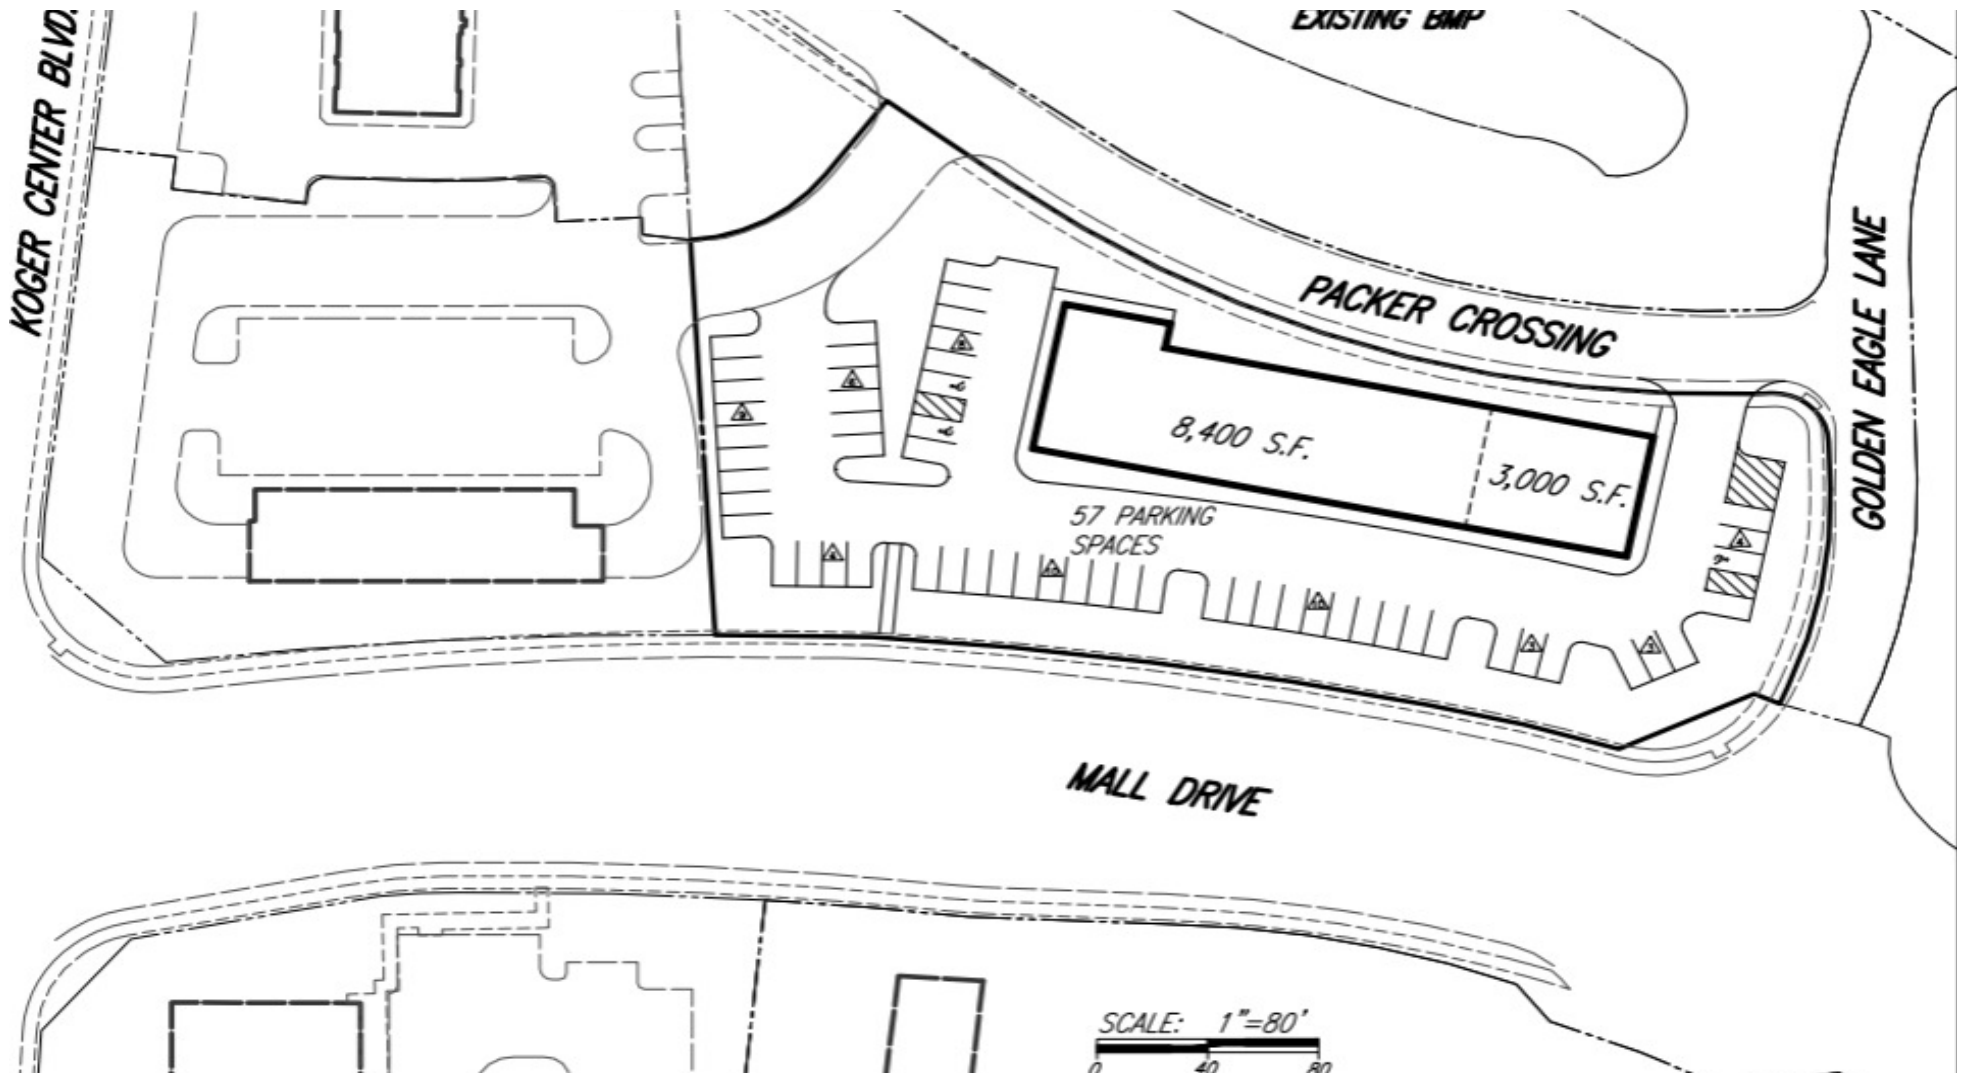 EXISTING BMP
KOGER CENTER BLVD.
PACKER CROSSING
GOLDEN EAGLE LANE
8,400 S.F.
3,000 S.F.
57 PARKING
SPACES
MALL DRIVE
SCALE: 1"=80'
0 40 80